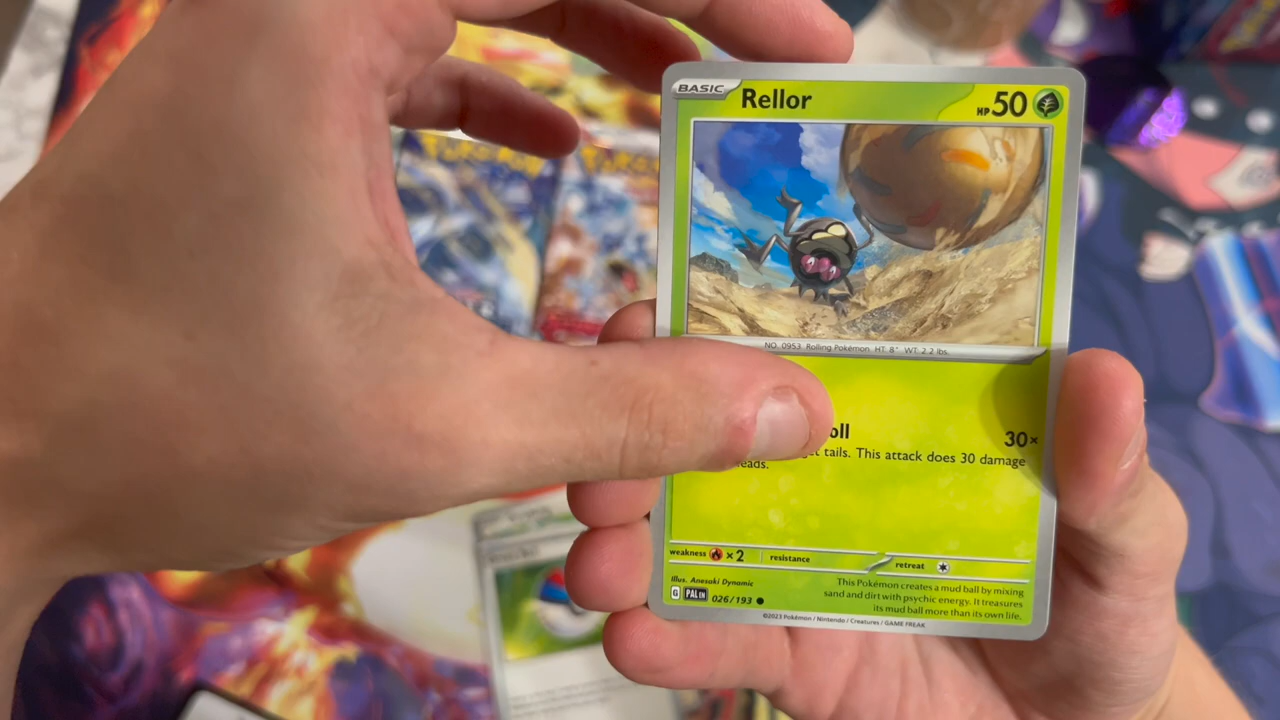 BASIC Rellor HP 50
NO. 0953 Rolling Pokémon HT: 8" WT: 2.2 lbs.
oll 30×
tails. This attack does 30 damage
eads.
weakness ×2 resistance retreat
Illus. Anesaki Dynamic
This Pokémon creates a mud ball by mixing
sand and dirt with psychic energy. It treasures
its mud ball more than its own life.
G PAL EN 026/193
©2023 Pokémon / Nintendo / Creatures / GAME FREAK
POKéMON
POKéMON